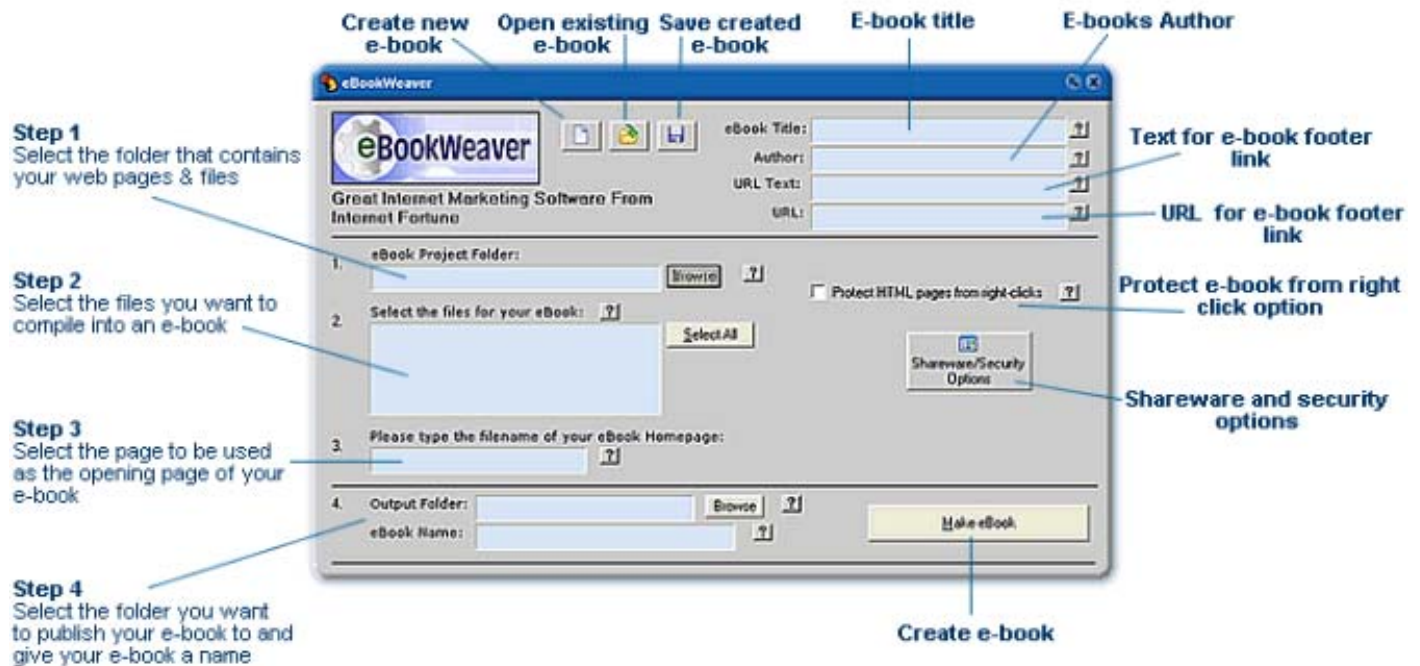 Create new
e-book
Open existing
e-book
Save created
e-book
E-book title
E-books Author
eBookWeaver
Step 1
Select the folder that contains
your web pages & files
eBookWeaver
Great Internet Marketing Software From
Internet Fortune
eBook Title:
?
Author:
?
URL Text:
?
URL:
?
Text for e-book footer
link
URL for e-book footer
link
1.
eBook Project Folder:
Browse
?
Step 2
Select the files you want to
compile into an e-book
2.
Select the files for your eBook:
?
Select All
Protect HTML pages from right-clicks
?
Protect e-book from right
click option
Shareware/Security
Options
Shareware and security
options
Step 3
Select the page to be used
as the opening page of your
e-book
3.
Please type the filename of your eBook Homepage:
?
4.
Output Folder:
Browse
?
eBook Name:
?
Make eBook
Step 4
Select the folder you want
to publish your e-book to and
give your e-book a name
Create e-book